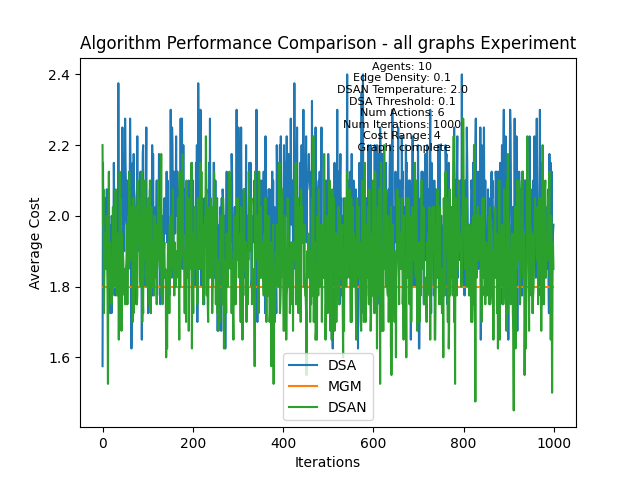 Algorithm Performance Comparison - all graphs Experiment
Agents: 10
Edge Density: 0.1
DSAN Temperature: 2.0
DSA Threshold: 0.1
Num Actions: 6
Num Iterations: 1000
Cost Range: 4
Graph: complete
Average Cost
2.4
2.2
2.0
1.8
1.6
DSA
MGM
DSAN
0
200
400
600
800
1000
Iterations